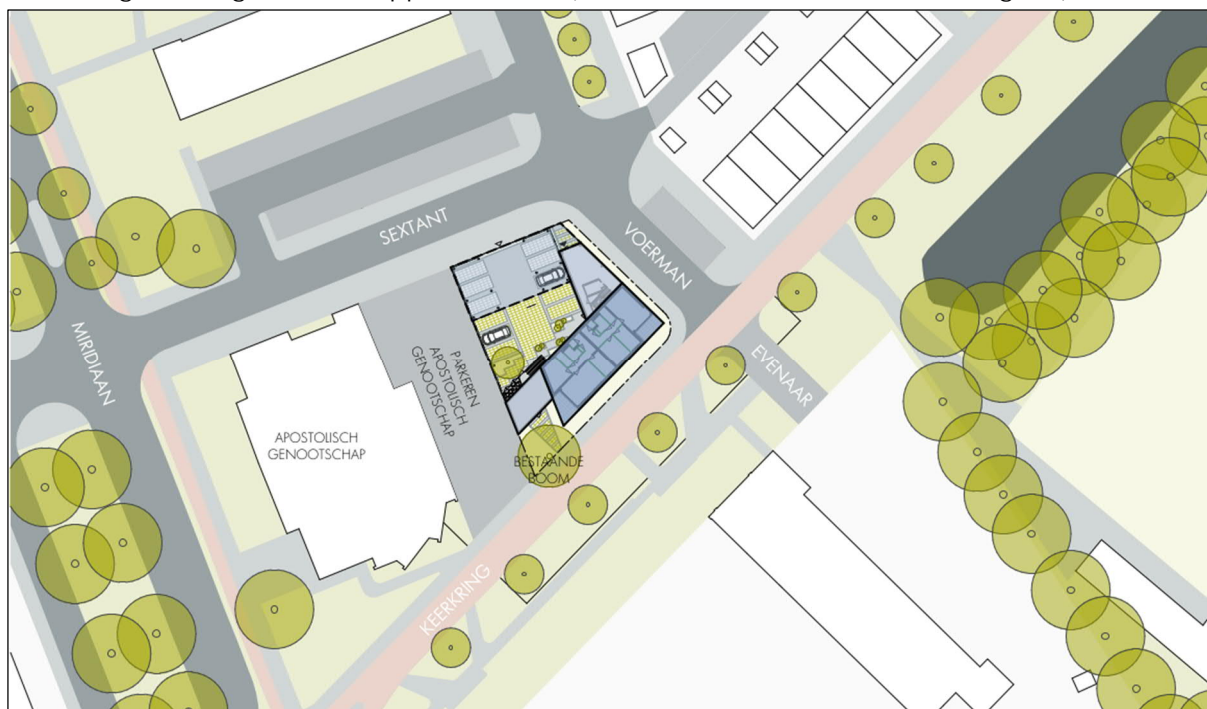 SEXTANT
VOERMAN
MIRIDIAAN
PARKEREN
APOSTOLISCH
GENOOTSCHAP
EVENAAR
APOSTOLISCH
GENOOTSCHAP
BESTAANDE
BOOM
KEERKRING